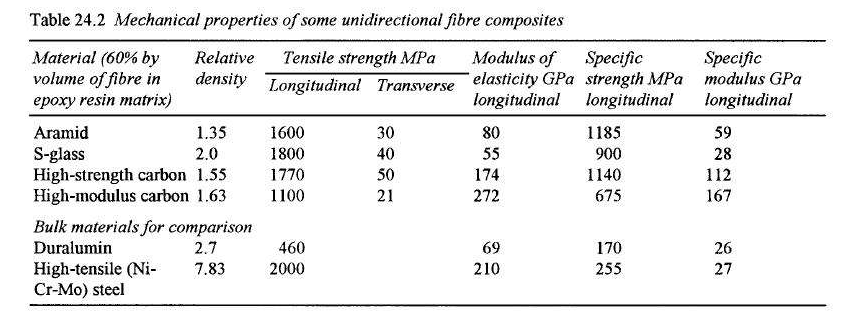 Table 24.2 Mechanical properties of some unidirectional fibre composites
Material (60% by Relative Tensile strength MPa Modulus of Specific Specific
volume of fibre in density elasticity GPa strength MPa modulus GPa
epoxy resin matrix) Longitudinal Transverse longitudinal longitudinal longitudinal
Aramid 1.35 1600 30 80 1185 59
S-glass 2.0 1800 40 55 900 28
High-strength carbon 1.55 1770 50 174 1140 112
High-modulus carbon 1.63 1100 21 272 675 167
Bulk materials for comparison
Duralumin 2.7 460 69 170 26
High-tensile (Ni- 7.83 2000 210 255 27
Cr-Mo) steel